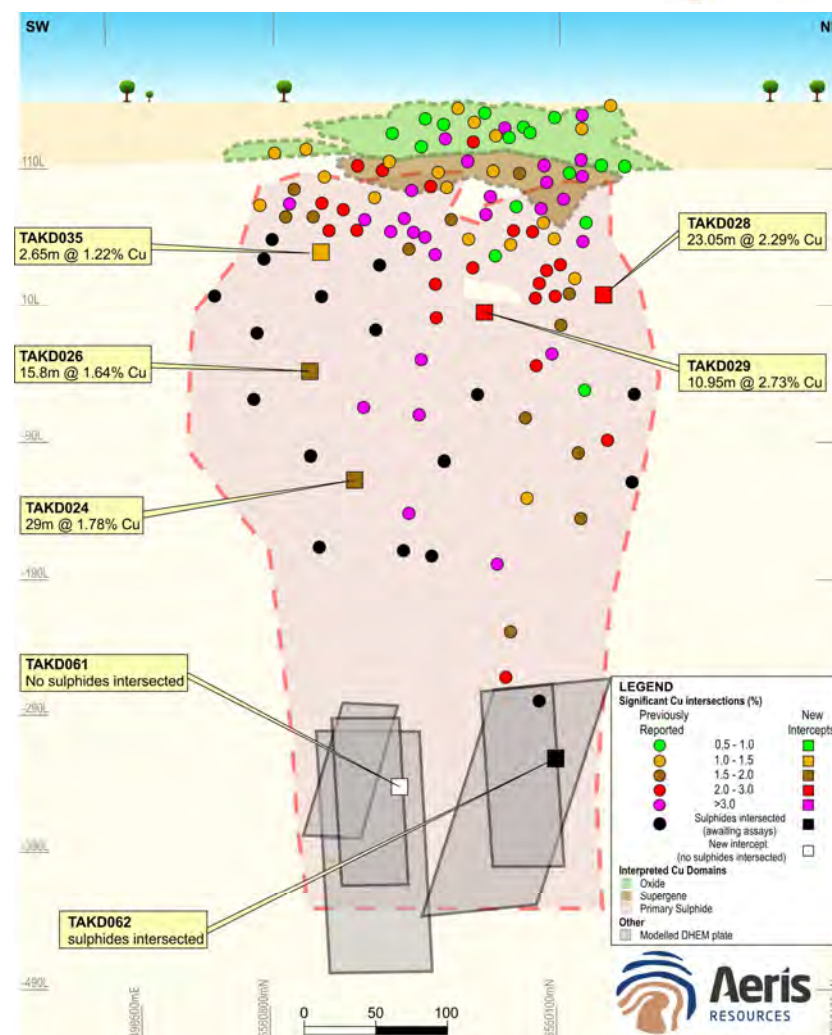 SW
110L
TAKD035
2.65m @ 1.22% Cu
TAKD028
23.05m @ 2.29% Cu
10L
TAKD026
15.8m @ 1.64% Cu
TAKD029
10.95m @ 2.73% Cu
-90L
TAKD024
29m @ 1.78% Cu
-190L
TAKD061
No sulphides intersected
-290L
LEGEND
Significant Cu intersections (%)
Previously Reported
New Intercepts
0.5 - 1.0
1.0 - 1.5
1.5 - 2.0
2.0 - 3.0
>3.0
Sulphides intersected
(awaiting assays)
New intercept
(no sulphides intersected)
Interpreted Cu Domains
Oxide
Supergene
Primary Sulphide
Other
Modelled DHEM plate
-390L
TAKD062
sulphides intersected
-490L
0 50 100
Aeris
RESOURCES